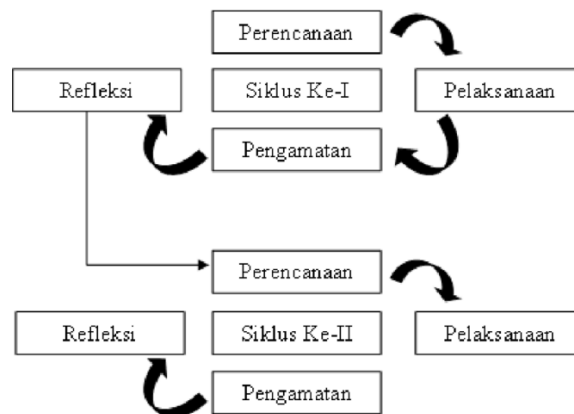 Perencanaan
Refleksi
Siklus Ke-I
Pelaksanaan
Pengamatan
Perencanaan
Refleksi
Siklus Ke-II
Pelaksanaan
Pengamatan